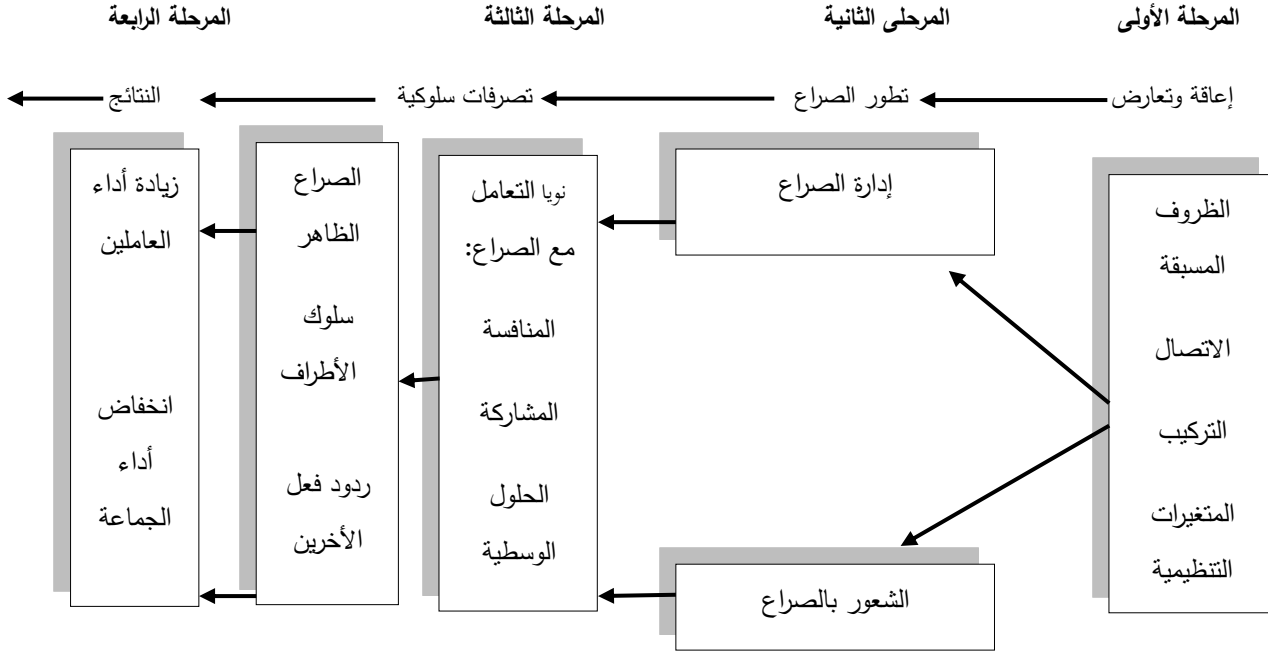 المرحلة الأولى
المرحلى الثانية
المرحلة الثالثة
المرحلة الرابعة
إعاقة وتعارض
تطور الصراع
تصرفات سلوكية
النتائج
الظروف
المسبقة
الاتصال
التركيب
المتغيرات
التنظيمية
إدارة الصراع
الشعور بالصراع
نويا التعامل
مع الصراع:
المنافسة
المشاركة
الحلول
الوسطية
الصراع
الظاهر
سلوك
الأطراف
ردود فعل
الأخرين
زيادة أداء
العاملين
انخفاض
أداء
الجماعة